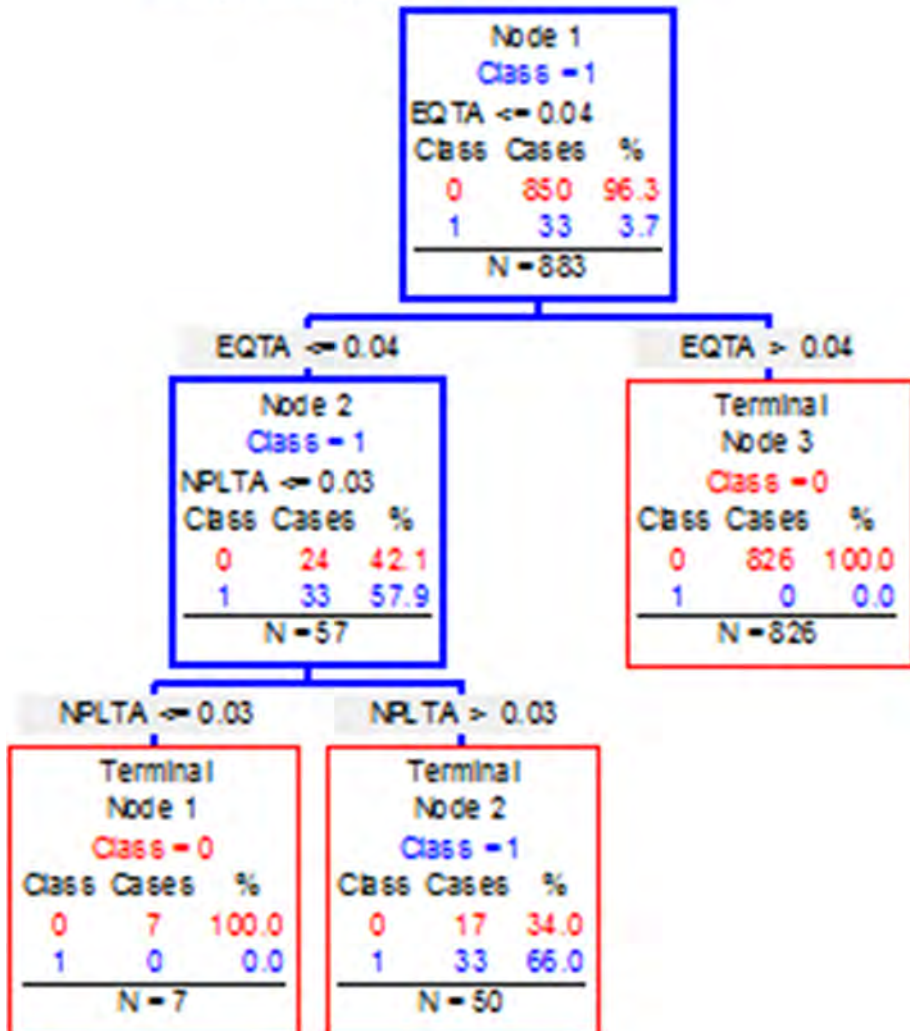 Node 1
Class = 1
EQTA <= 0.04
Class Cases %
0 850 96.3
1 33 3.7
N = 883
EQTA <= 0.04
EQTA > 0.04
Node 2
Class = 1
NPLTA <= 0.03
Class Cases %
0 24 42.1
1 33 57.9
N = 57
Terminal
Node 3
Class = 0
Class Cases %
0 826 100.0
1 0 0.0
N = 826
NPLTA <= 0.03
NPLTA > 0.03
Terminal
Node 1
Class = 0
Class Cases %
0 7 100.0
1 0 0.0
N = 7
Terminal
Node 2
Class = 1
Class Cases %
0 17 34.0
1 33 66.0
N = 50